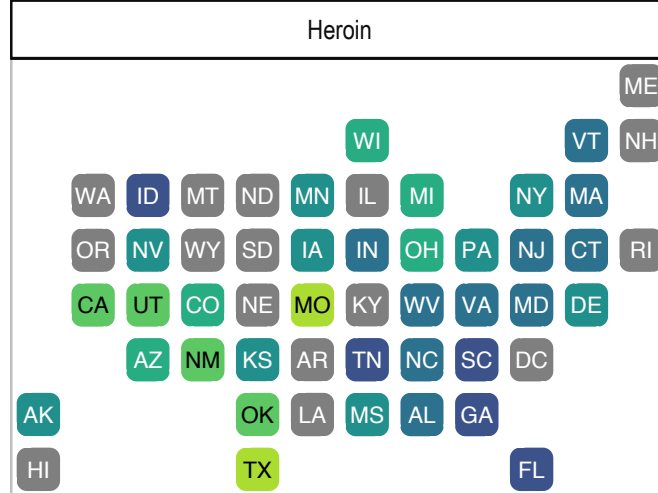 Heroin
ME
WI VT NH
WA ID MT ND MN IL MI NY MA
OR NV WY SD IA IN OH PA NJ CT RI
CA UT CO NE MO KY WV VA MD DE
AZ NM KS AR TN NC SC DC
AK OK LA MS AL GA
HI TX FL